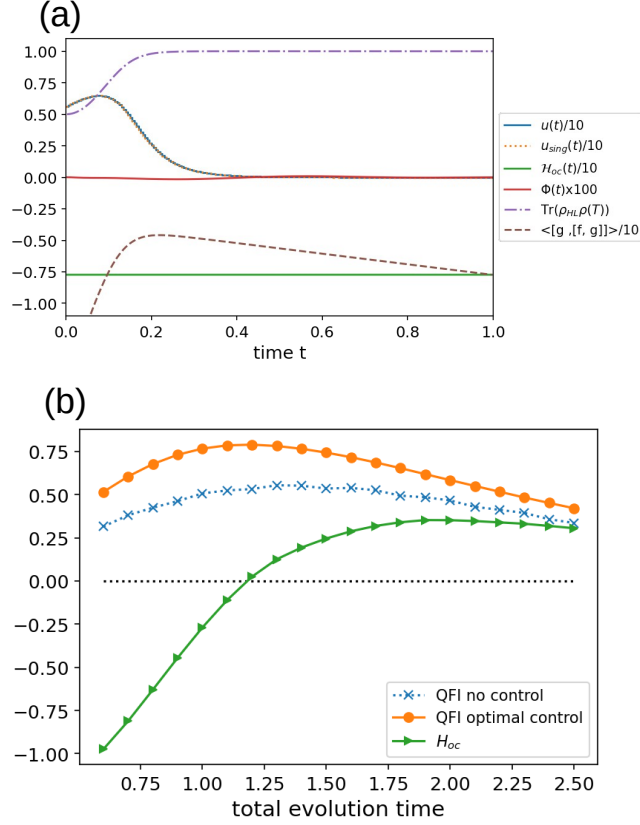 (a)
1.00
0.75
0.50
0.25
0.00
−0.25
−0.50
−0.75
−1.00
0.0 0.2 0.4 0.6 0.8 1.0
time t
u(t)/10
u_sing(t)/10
ℋ_oc(t)/10
Φ(t)x100
Tr(ρ_HLρ(T))
<[g ,[f, g]]>/10
(b)
0.75
0.50
0.25
0.00
−0.25
−0.50
−0.75
−1.00
QFI no control
QFI optimal control
H_oc
0.75 1.00 1.25 1.50 1.75 2.00 2.25 2.50
total evolution time